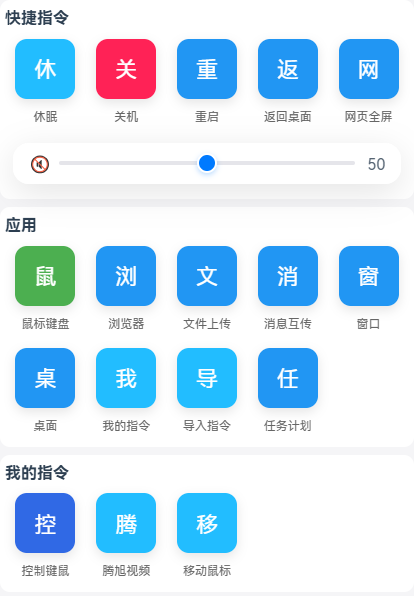 快捷指令
休 关 重 返 网
休眠 关机 重启 返回桌面 网页全屏
50
应用
鼠 浏 文 消 窗
鼠标键盘 浏览器 文件上传 消息互传 窗口
桌 我 导 任
桌面 我的指令 导入指令 任务计划
我的指令
控 腾 移
控制键鼠 腾旭视频 移动鼠标